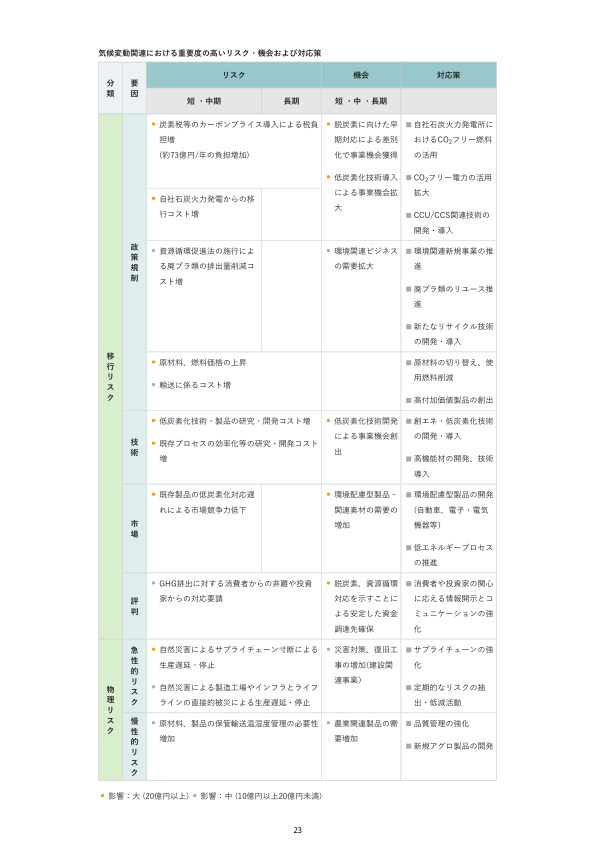 気候変動関連における重要度の高いリスク・機会および対応策
分類
要因
リスク
機会
対応策
短・中期
長期
短・中・長期
移行リスク
政策規制
• 炭素税等のカーボンプライス導入による税負
担増
(約73億円/年の負担増加)
• 脱炭素に向けた早
期対応による差別
化で事業機会獲得
• 低炭素化技術導入
による事業機会拡
大
■ 自社石炭火力発電所に
おけるCO₂フリー燃料
の活用
■ CO₂フリー電力の活用
拡大
■ CCU/CCS関連技術の
開発・導入
• 自社石炭火力発電からの移
行コスト増
• 資源循環促進法の施行によ
る廃プラ類の排出量削減コ
スト増
• 環境関連ビジネス
の需要拡大
■ 環境関連新規事業の推
進
■ 廃プラ類のリユース推
進
■ 新たなリサイクル技術
の開発・導入
• 原材料、燃料価格の上昇
• 輸送に係るコスト増
■ 原材料の切り替え、使
用燃料削減
■ 高付加価値製品の創出
技術
• 低炭素化技術・製品の研究・開発コスト増
• 既存プロセスの効率化等の研究・開発コスト
増
• 低炭素化技術開発
による事業機会創
出
■ 創エネ・低炭素化技術
の開発・導入
■ 高機能材の開発、技術
導入
市場
• 既存製品の低炭素化対応遅
れによる市場競争力低下
• 環境配慮型製品・
関連素材の需要の
増加
■ 環境配慮型製品の開発
(自動車、電子・電気
機器等)
■ 低エネルギープロセス
の推進
評判
• GHG排出に対する消費者からの非難や投資
家からの対応要請
• 脱炭素、資源循環
対応を示すことに
よる安定した資金
調達先確保
■ 消費者や投資家の関心
に応える情報開示とコ
ミュニケーションの強
化
物理リスク
急性的リスク
• 自然災害によるサプライチェーン寸断による
生産遅延・停止
• 自然災害による製造工場やインフラとライフ
ラインの直接的被災による生産遅延・停止
• 災害対策、復旧工
事の増加(建設関
連事業)
■ サプライチェーンの強
化
■ 定期的なリスクの抽
出・低減活動
慢性的リスク
• 原材料、製品の保管輸送温湿度管理の必要性
増加
• 農業関連製品の需
要増加
■ 品質管理の強化
■ 新規アグロ製品の開発
• 影響：大 (20億円以上) • 影響：中 (10億円以上20億円未満)
23